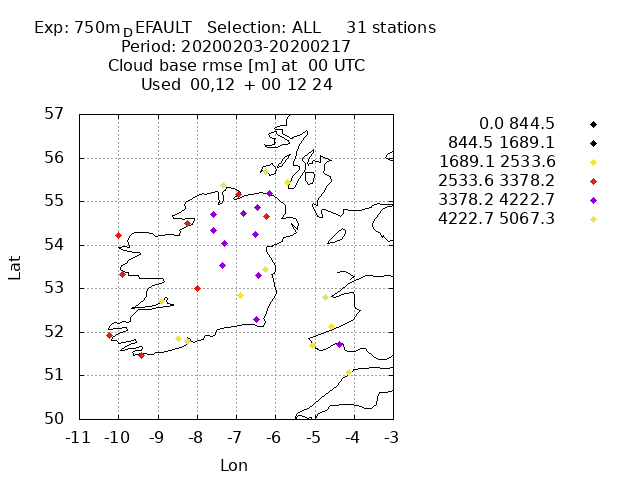 Exp: 750mDEFAULT Selection: ALL 31 stations
Period: 20200203-20200217
Cloud base rmse [m] at 00 UTC
Used 00,12 + 00 12 24
0.0 844.5
844.5 1689.1
1689.1 2533.6
2533.6 3378.2
3378.2 4222.7
4222.7 5067.3
57
56
55
54
53
52
51
50
Lat
-11 -10 -9 -8 -7 -6 -5 -4 -3
Lon